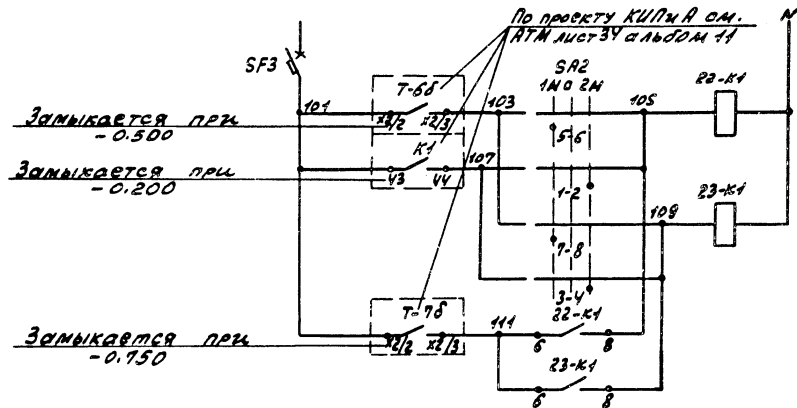 По проекту КИПиА см.
АТМ лист 34 альбом 11
N
SF3
SA2
1м 0 2м
Т-6б
22-К1
101
103
105
Замыкается при
-0.500
х2/2
х2/3
5-6
К1
107
Замыкается при
-0.200
43
44
1-2
109
23-К1
7-8
3-4
Т-7б
22-К1
111
Замыкается при
-0.750
х2/2
х2/3
6
8
23-К1
6
8